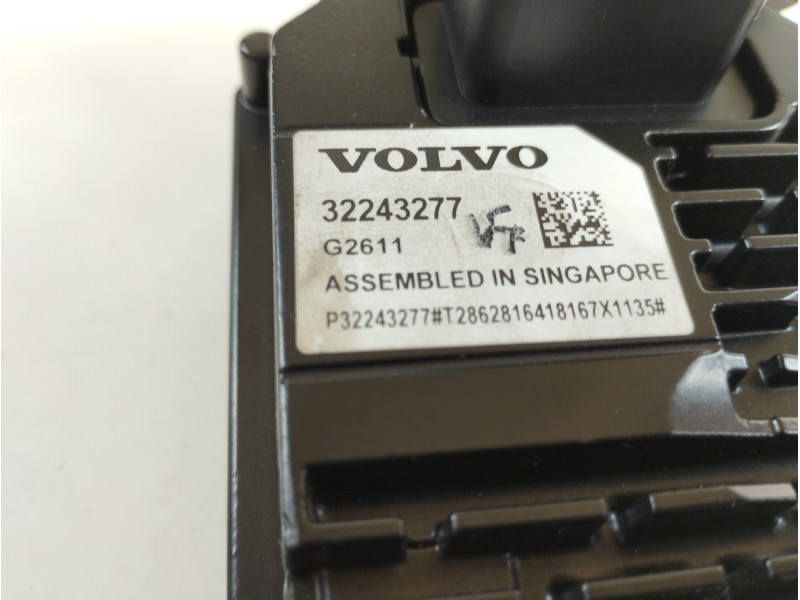 VOLVO
32243277
G2611
ASSEMBLED IN SINGAPORE
P32243277#T2862816418167X1135#